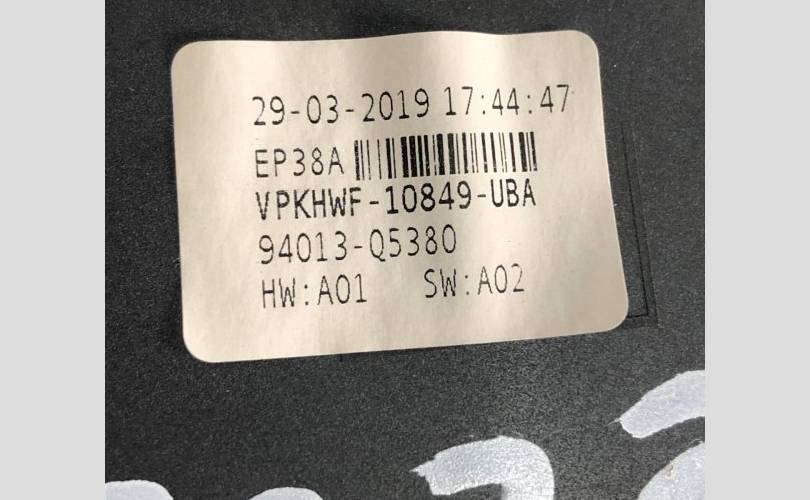 29-03-2019 17:44:47
EP38A
VPKHWF-10849-UBA
94013-Q5380
HW:A01 SW:A02